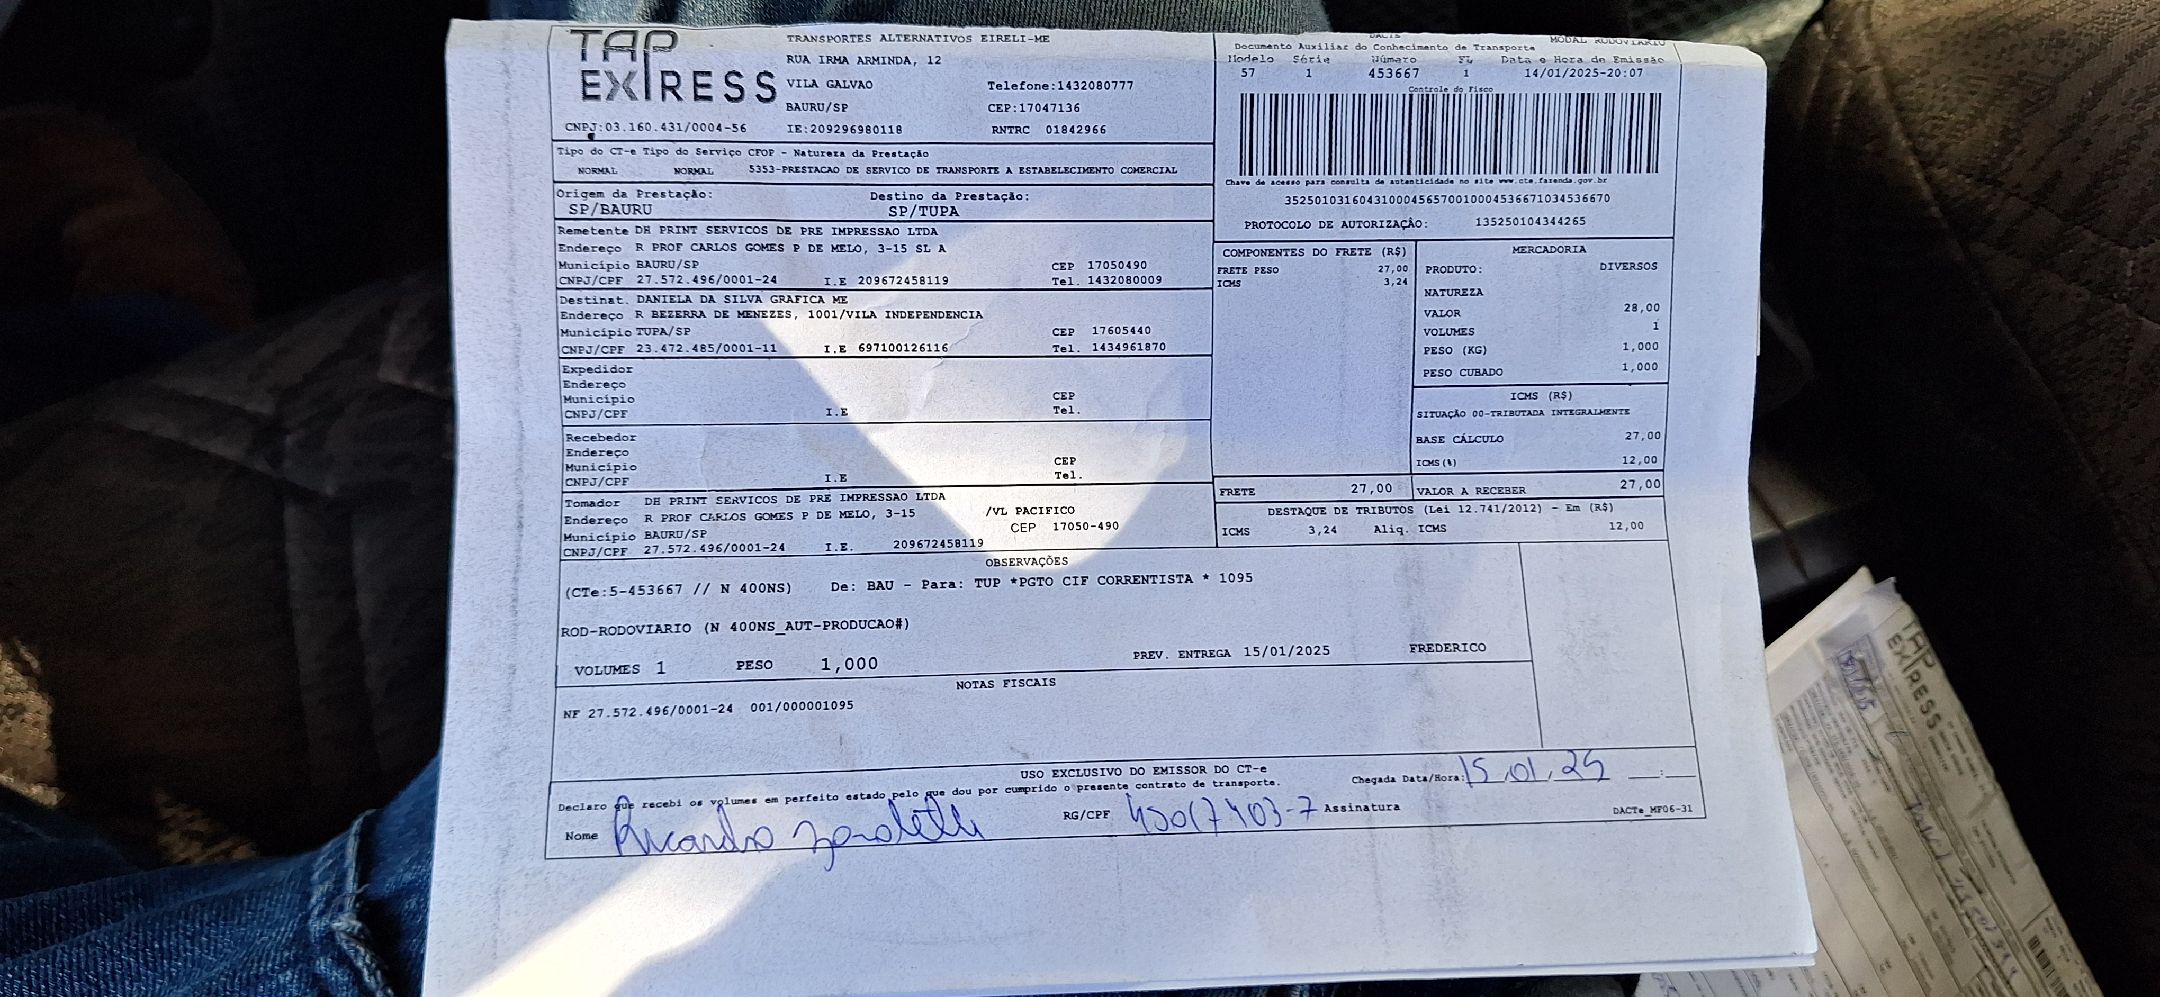 TAP EXPRESS
TRANSPORTES ALTERNATIVOS EIRELI-ME
RUA IRMA ARMINDA, 12
VILA GALVAO Telefone:1432080777
BAURU/SP CEP:17047136
CNPJ:03.160.431/0004-56 IE:209296980118 RNTRC 01842966
DACTE MODAL RODOVIARIO
Documento Auxiliar do Conhecimento de Transporte
Modelo Série Número FL Data e Hora de Emissão
57 1 453667 1 14/01/2025-20:07
Controle do Fisco
Chave de acesso para consulta de autenticidade no site www.cte.fazenda.gov.br
35250103160431000456570010004536671034536670
PROTOCOLO DE AUTORIZAÇÃO: 135250104344265
Tipo do CT-e Tipo do Serviço CFOP - Natureza da Prestação
NORMAL NORMAL 5353-PRESTACAO DE SERVICO DE TRANSPORTE A ESTABELECIMENTO COMERCIAL
Origem da Prestação: Destino da Prestação:
SP/BAURU SP/TUPA
Remetente DH PRINT SERVICOS DE PRE IMPRESSAO LTDA
Endereço R PROF CARLOS GOMES P DE MELO, 3-15 SL A
Município BAURU/SP CEP 17050490
CNPJ/CPF 27.572.496/0001-24 I.E 209672458119 Tel. 1432080009
Destinat. DANIELA DA SILVA GRAFICA ME
Endereço R BEZERRA DE MENEZES, 1001/VILA INDEPENDENCIA
Município TUPA/SP CEP 17605440
CNPJ/CPF 23.472.485/0001-11 I.E 697100126116 Tel. 1434961870
Expedidor
Endereço
Município CEP
CNPJ/CPF I.E Tel.
Recebedor
Endereço
Município CEP
CNPJ/CPF I.E Tel.
Tomador DH PRINT SERVICOS DE PRE IMPRESSAO LTDA
Endereço R PROF CARLOS GOMES P DE MELO, 3-15 /VL PACIFICO
Município BAURU/SP CEP 17050-490
CNPJ/CPF 27.572.496/0001-24 I.E. 209672458119
COMPONENTES DO FRETE (R$)
FRETE PESO 27,00
ICMS 3,24
FRETE 27,00
MERCADORIA
PRODUTO: DIVERSOS
NATUREZA
VALOR 28,00
VOLUMES 1
PESO (KG) 1,000
PESO CUBADO 1,000
ICMS (R$)
SITUAÇÃO 00-TRIBUTADA INTEGRALMENTE
BASE CÁLCULO 27,00
ICMS(%) 12,00
VALOR A RECEBER 27,00
DESTAQUE DE TRIBUTOS (Lei 12.741/2012) - Em (R$)
ICMS 3,24 Aliq. ICMS 12,00
OBSERVAÇÕES
(CTe:5-453667 // N 400NS) De: BAU - Para: TUP *PGTO CIF CORRENTISTA * 1095
ROD-RODOVIARIO (N 400NS_AUT-PRODUCAO#)
VOLUMES 1 PESO 1,000 PREV. ENTREGA 15/01/2025 FREDERICO
NOTAS FISCAIS
NF 27.572.496/0001-24 001/000001095
USO EXCLUSIVO DO EMISSOR DO CT-e
Declaro que recebi os volumes em perfeito estado pelo que dou por cumprido o presente contrato de transporte.
Chegada Data/Hora: 15.01.25 __:__
Nome Ricardo RG/CPF 45017403-7 Assinatura DACTe_MF06-31
TAP EXPRESS